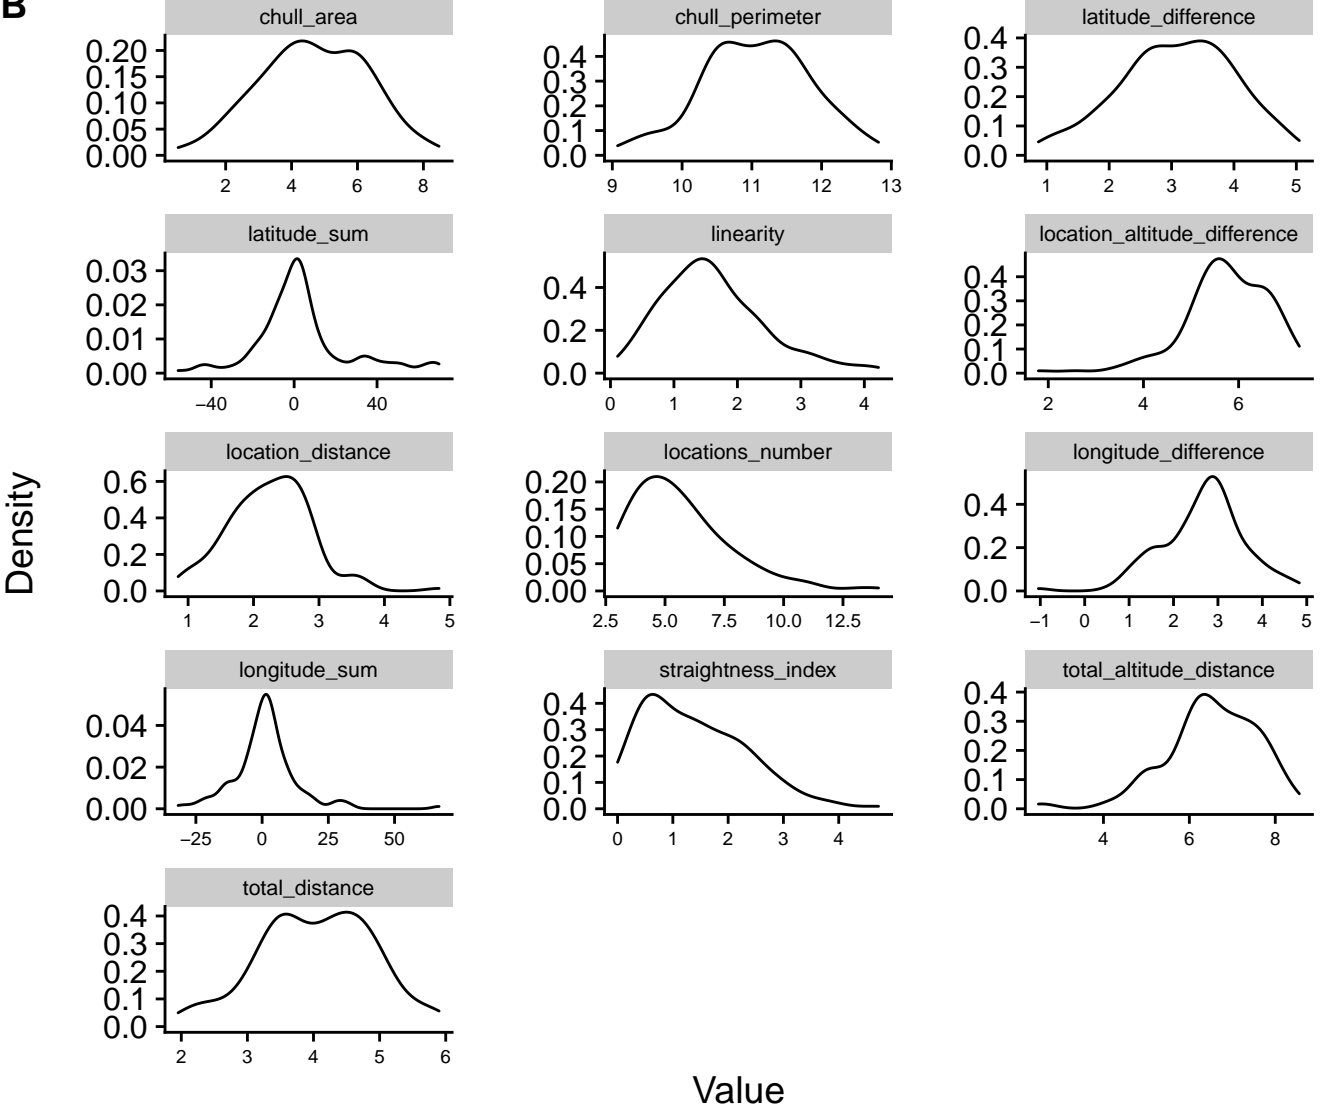 B
chull_area
chull_perimeter
latitude_difference
0.20
0.15
0.10
0.05
0.00
2 4 6 8
0.4
0.3
0.2
0.1
0.0
9 10 11 12 13
0.4
0.3
0.2
0.1
0.0
1 2 3 4 5
latitude_sum
linearity
location_altitude_difference
0.03
0.02
0.01
0.00
−40 0 40
0.4
0.2
0.0
0 1 2 3 4
0.4
0.3
0.2
0.1
0.0
2 4 6
location_distance
locations_number
longitude_difference
0.6
0.4
0.2
0.0
1 2 3 4 5
0.20
0.15
0.10
0.05
0.00
2.5 5.0 7.5 10.0 12.5
0.4
0.2
0.0
−1 0 1 2 3 4 5
longitude_sum
straightness_index
total_altitude_distance
0.04
0.02
0.00
−25 0 25 50
0.4
0.3
0.2
0.1
0.0
0 1 2 3 4
0.4
0.3
0.2
0.1
0.0
4 6 8
total_distance
0.4
0.3
0.2
0.1
0.0
2 3 4 5 6
Density
Value